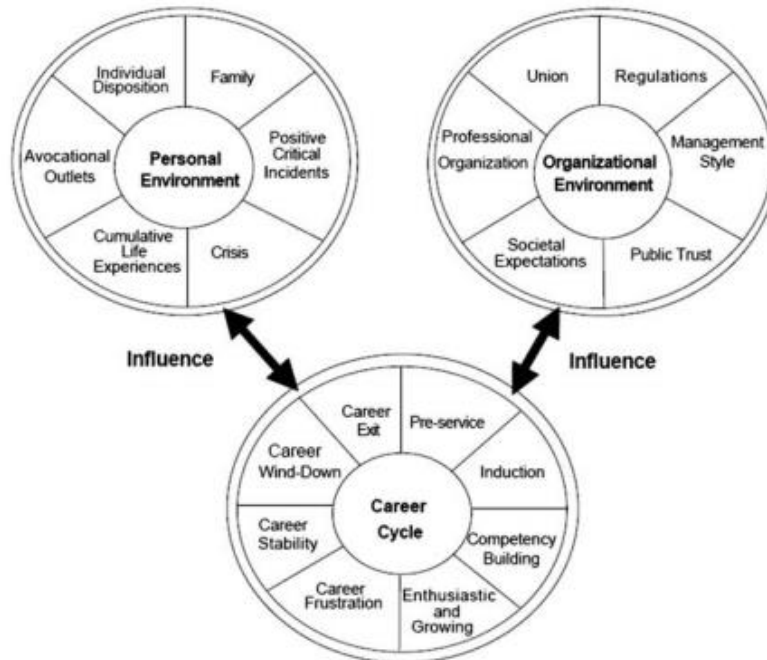 Individual
Disposition
Family
Positive
Critical
Incidents
Crisis
Cumulative
Life
Experiences
Avocational
Outlets
Personal
Environment
Union
Regulations
Management
Style
Public Trust
Societal
Expectations
Professional
Organization
Organizational
Environment
Influence
Influence
Career
Exit
Pre-service
Induction
Competency
Building
Enthusiastic
and
Growing
Career
Frustration
Career
Stability
Career
Wind-Down
Career
Cycle